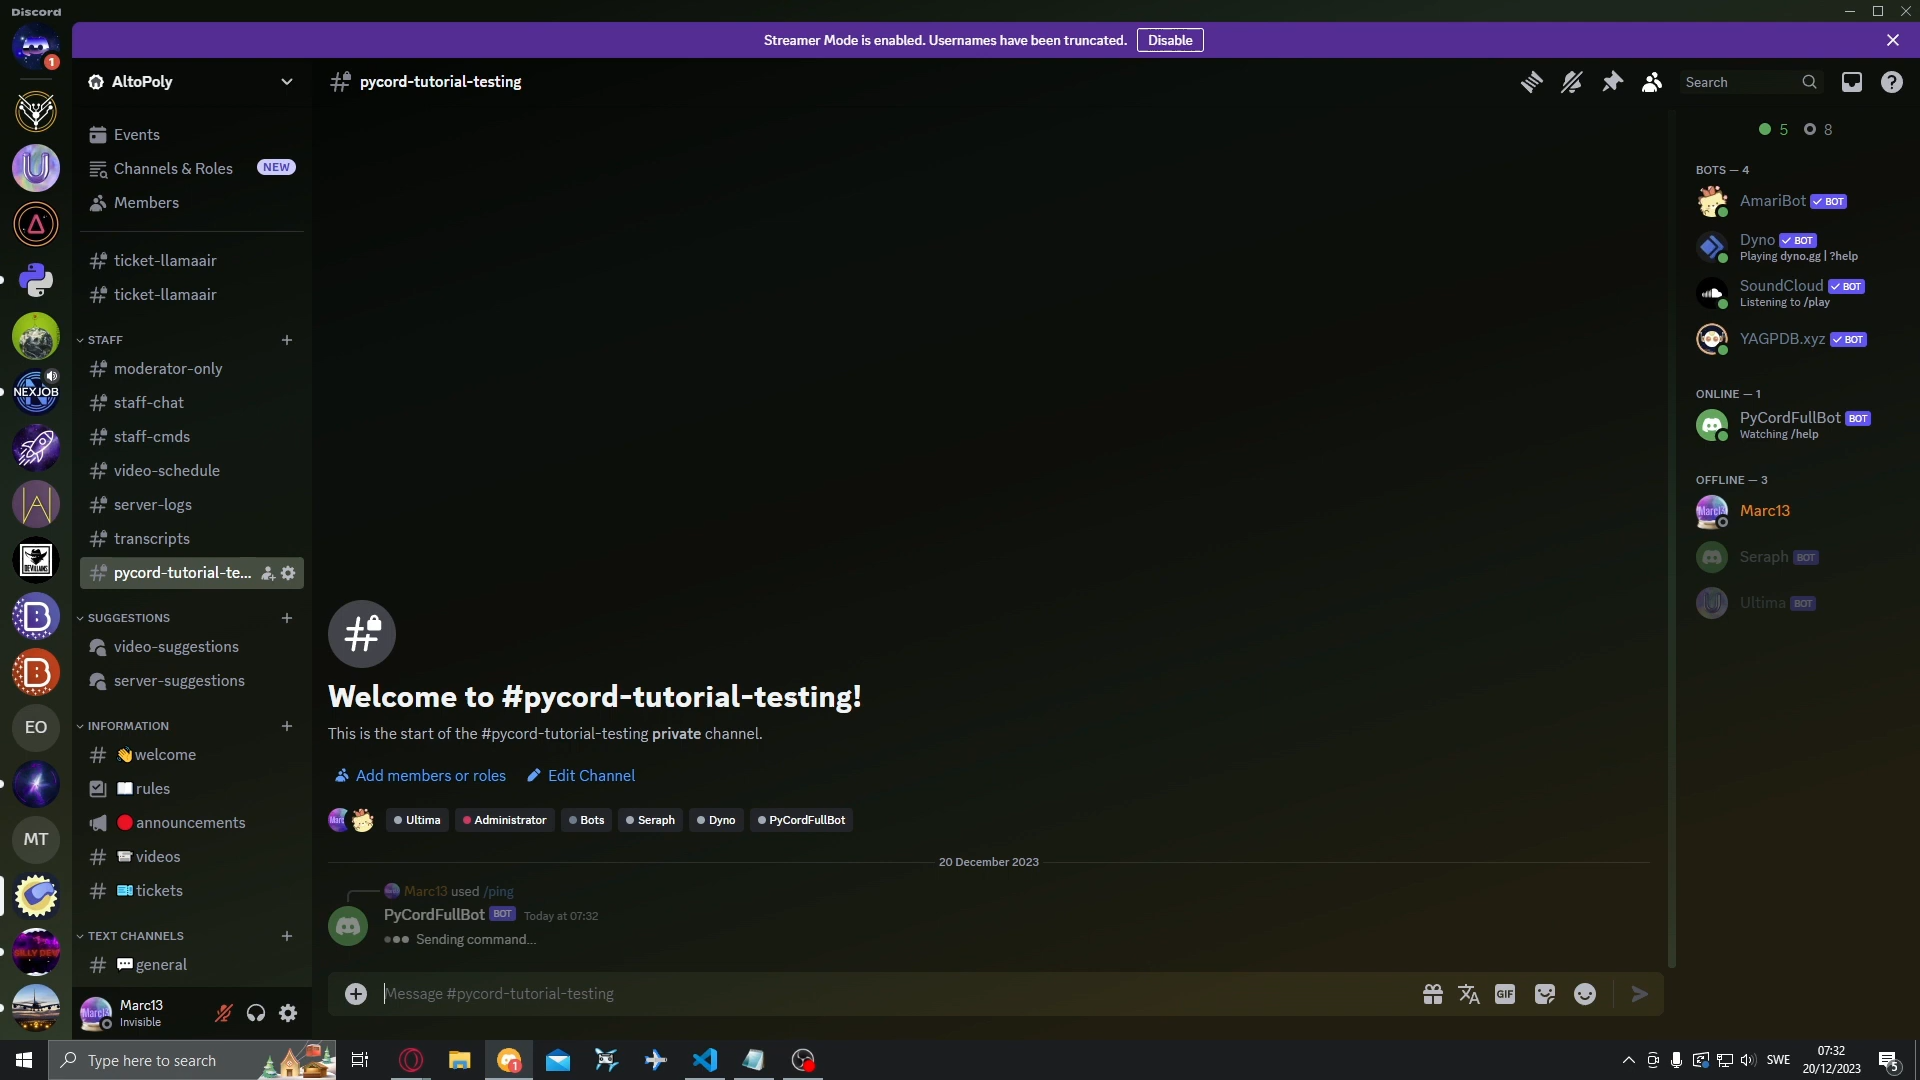 Discord
Streamer Mode is enabled. Usernames have been truncated. Disable
1
AltoPoly
pycord-tutorial-testing
Search
Events
Channels & Roles NEW
Members
ticket-llamaair
ticket-llamaair
STAFF
moderator-only
staff-chat
staff-cmds
video-schedule
server-logs
transcripts
pycord-tutorial-te...
SUGGESTIONS
video-suggestions
server-suggestions
INFORMATION
welcome
rules
announcements
videos
tickets
TEXT CHANNELS
general
NEXJOB
EO
MT
Marc13
Invisible
Welcome to #pycord-tutorial-testing!
This is the start of the #pycord-tutorial-testing private channel.
Add members or roles Edit Channel
Ultima Administrator Bots Seraph Dyno PyCordFullBot
20 December 2023
Marc13 used /ping
PyCordFullBot BOT Today at 07:32
Sending command...
Message #pycord-tutorial-testing
GIF
5 8
BOTS — 4
AmariBot BOT
Dyno BOT
Playing dyno.gg | ?help
SoundCloud BOT
Listening to /play
YAGPDB.xyz BOT
ONLINE — 1
PyCordFullBot BOT
Watching /help
OFFLINE — 3
Marc13
Seraph BOT
Ultima BOT
Type here to search
1
SWE
07:32
20/12/2023
5